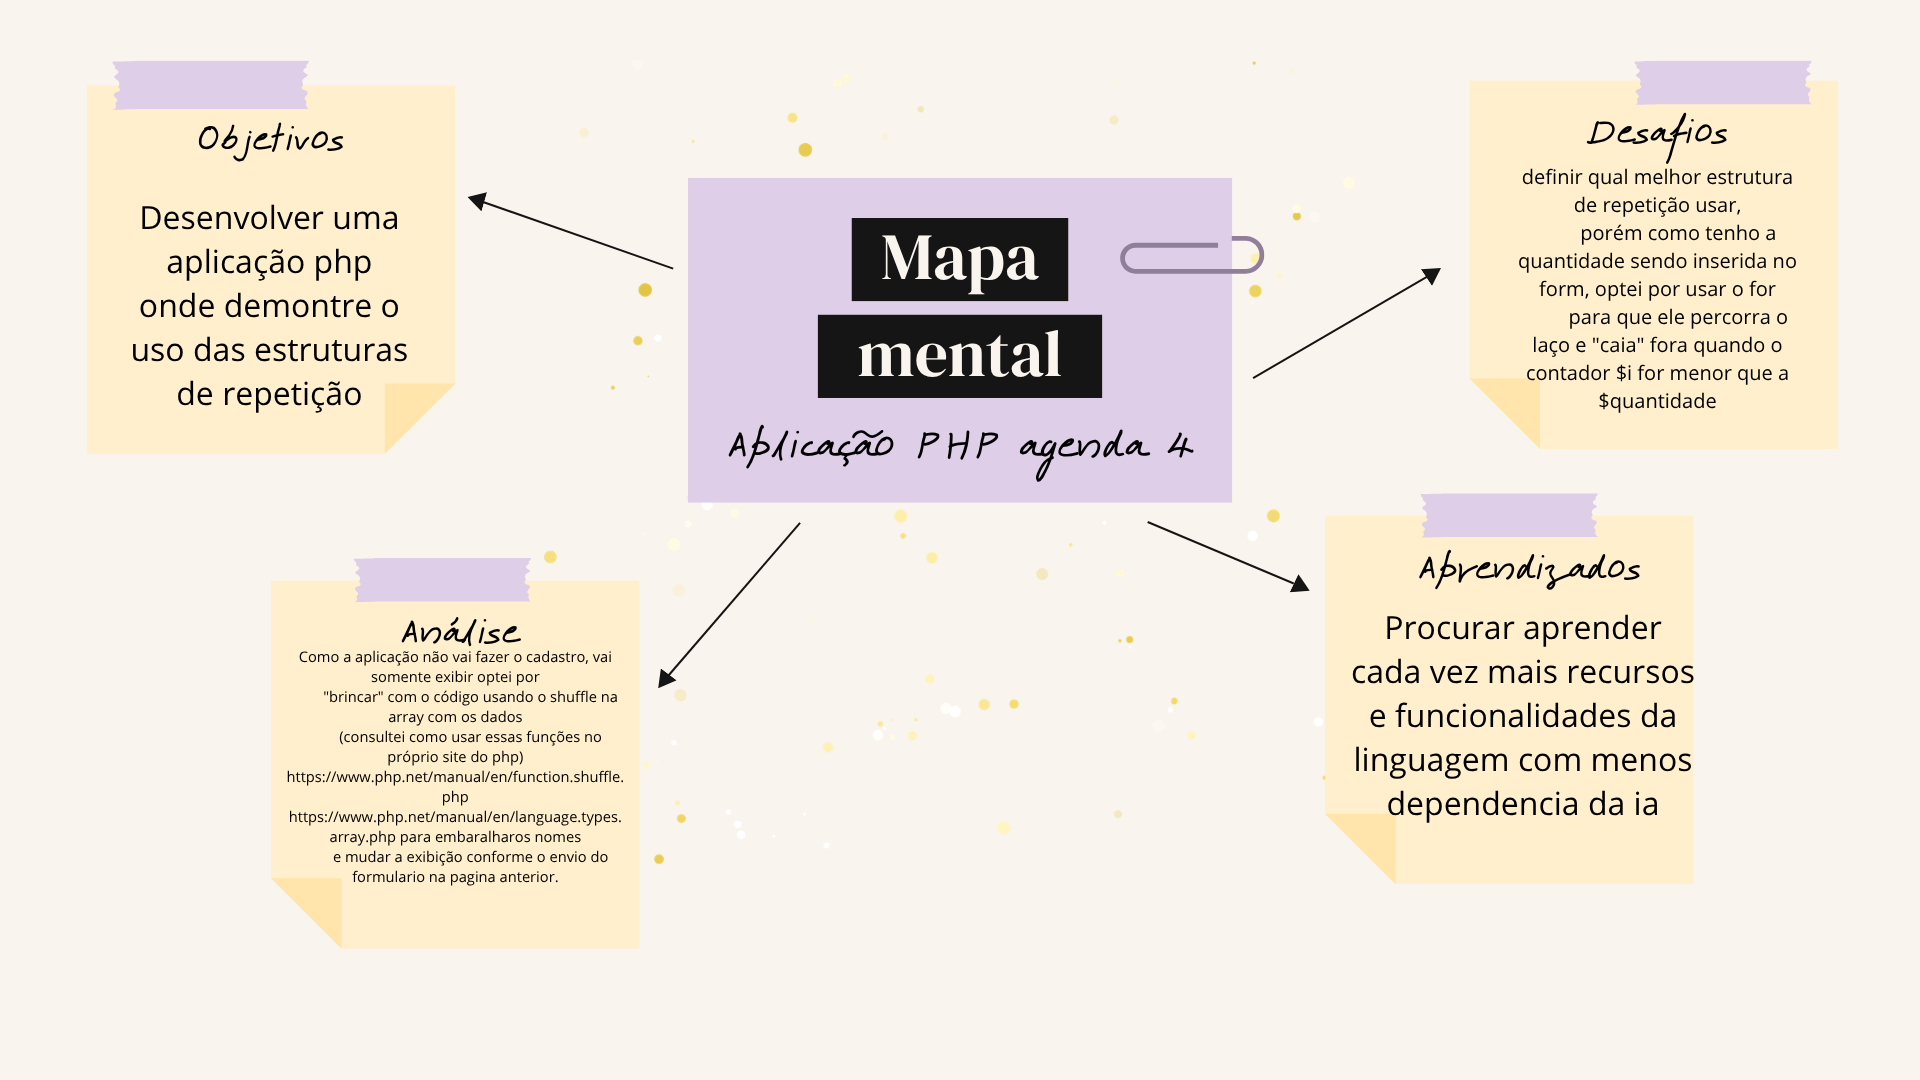 Mapa
mental
Aplicação PHP agenda 4
Objetivos
Desenvolver uma
aplicação php
onde demontre o
uso das estruturas
de repetição
Desafios
definir qual melhor estrutura
de repetição usar,
porém como tenho a
quantidade sendo inserida no
form, optei por usar o for
para que ele percorra o
laço e "caia" fora quando o
contador $i for menor que a
$quantidade
Análise
Como a aplicação não vai fazer o cadastro, vai
somente exibir optei por
"brincar" com o código usando o shuffle na
array com os dados
(consultei como usar essas funções no
próprio site do php)
https://www.php.net/manual/en/function.shuffle.
php
https://www.php.net/manual/en/language.types.
array.php para embaralharos nomes
e mudar a exibição conforme o envio do
formulario na pagina anterior.
Aprendizados
Procurar aprender
cada vez mais recursos
e funcionalidades da
linguagem com menos
dependencia da ia